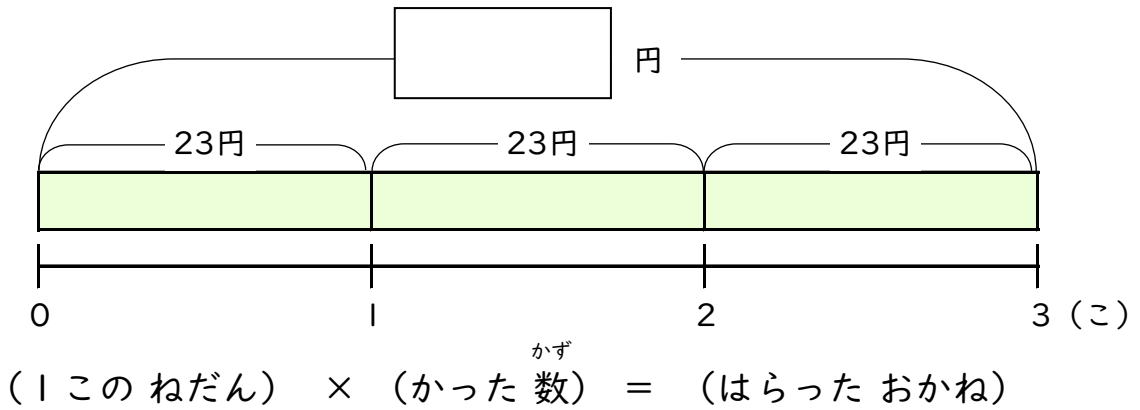 円
23円 23円 23円
0 1 2 3 (こ)
かず
(1この ねだん) × (かった 数) = (はらった おかね)